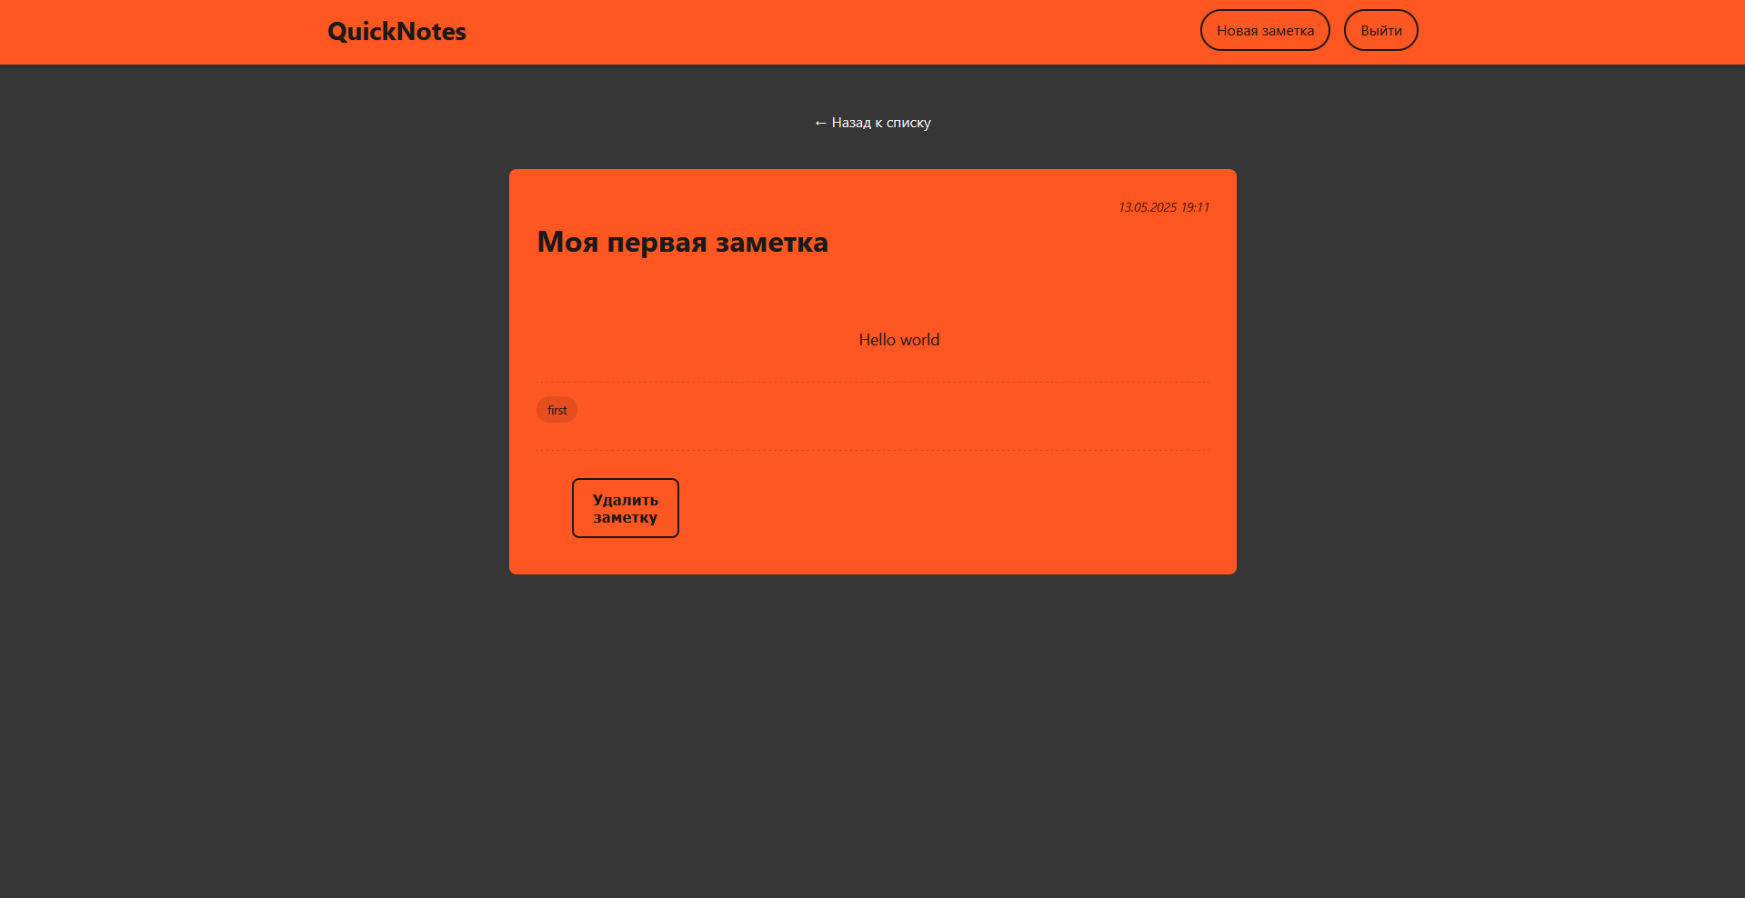 QuickNotes
Новая заметка
Выйти
← Назад к списку
13.05.2025 19:11
Моя первая заметка
Hello world
first
Удалить
заметку